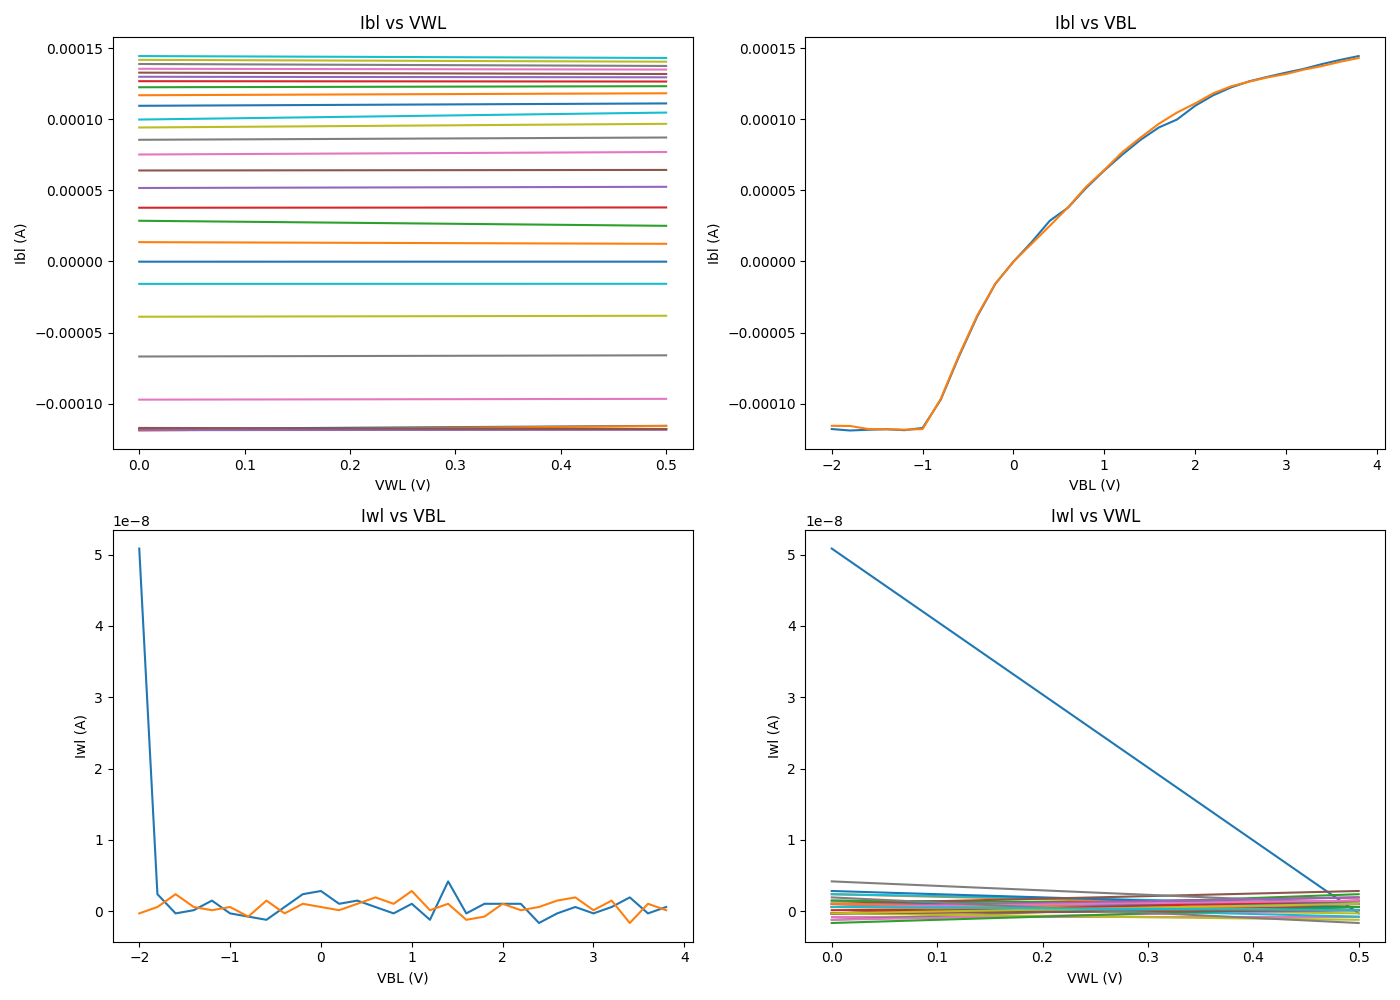 Ibl vs VWL
Ibl (A)
0.00015
0.00010
0.00005
0.00000
−0.00005
−0.00010
0.0 0.1 0.2 0.3 0.4 0.5
VWL (V)
Ibl vs VBL
Ibl (A)
0.00015
0.00010
0.00005
0.00000
−0.00005
−0.00010
−2 −1 0 1 2 3 4
VBL (V)
Iwl vs VBL
1e−8
Iwl (A)
5
4
3
2
1
0
−2 −1 0 1 2 3 4
VBL (V)
Iwl vs VWL
1e−8
Iwl (A)
5
4
3
2
1
0
0.0 0.1 0.2 0.3 0.4 0.5
VWL (V)